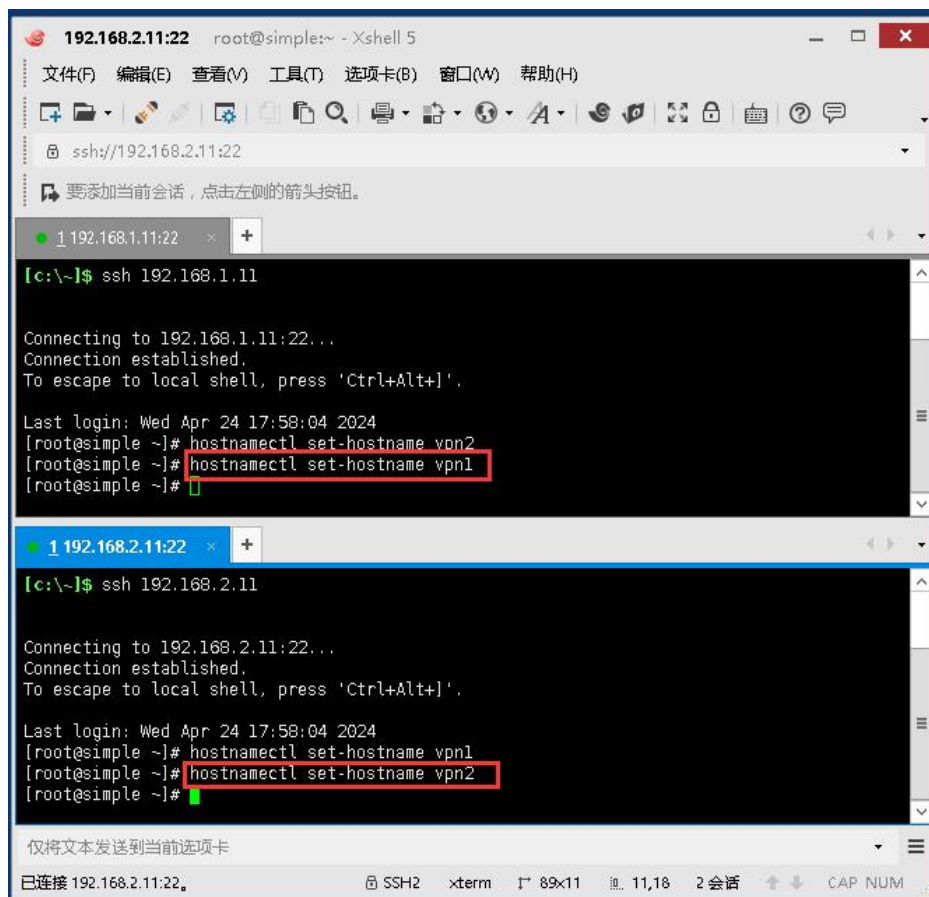 192.168.2.11:22 root@simple:~ - Xshell 5
文件(F) 编辑(E) 查看(V) 工具(T) 选项卡(B) 窗口(W) 帮助(H)
ssh://192.168.2.11:22
要添加当前会话，点击左侧的箭头按钮。
1 192.168.1.11:22 × +
[c:\~]$ ssh 192.168.1.11
Connecting to 192.168.1.11:22...
Connection established.
To escape to local shell, press 'Ctrl+Alt+]'.
Last login: Wed Apr 24 17:58:04 2024
[root@simple ~]# hostnamectl set-hostname vpn2
[root@simple ~]# hostnamectl set-hostname vpn1
[root@simple ~]#
1 192.168.2.11:22 × +
[c:\~]$ ssh 192.168.2.11
Connecting to 192.168.2.11:22...
Connection established.
To escape to local shell, press 'Ctrl+Alt+]'.
Last login: Wed Apr 24 17:58:04 2024
[root@simple ~]# hostnamectl set-hostname vpn1
[root@simple ~]# hostnamectl set-hostname vpn2
[root@simple ~]#
仅将文本发送到当前选项卡
已连接 192.168.2.11:22。 SSH2 xterm 89x11 11,18 2 会话 CAP NUM